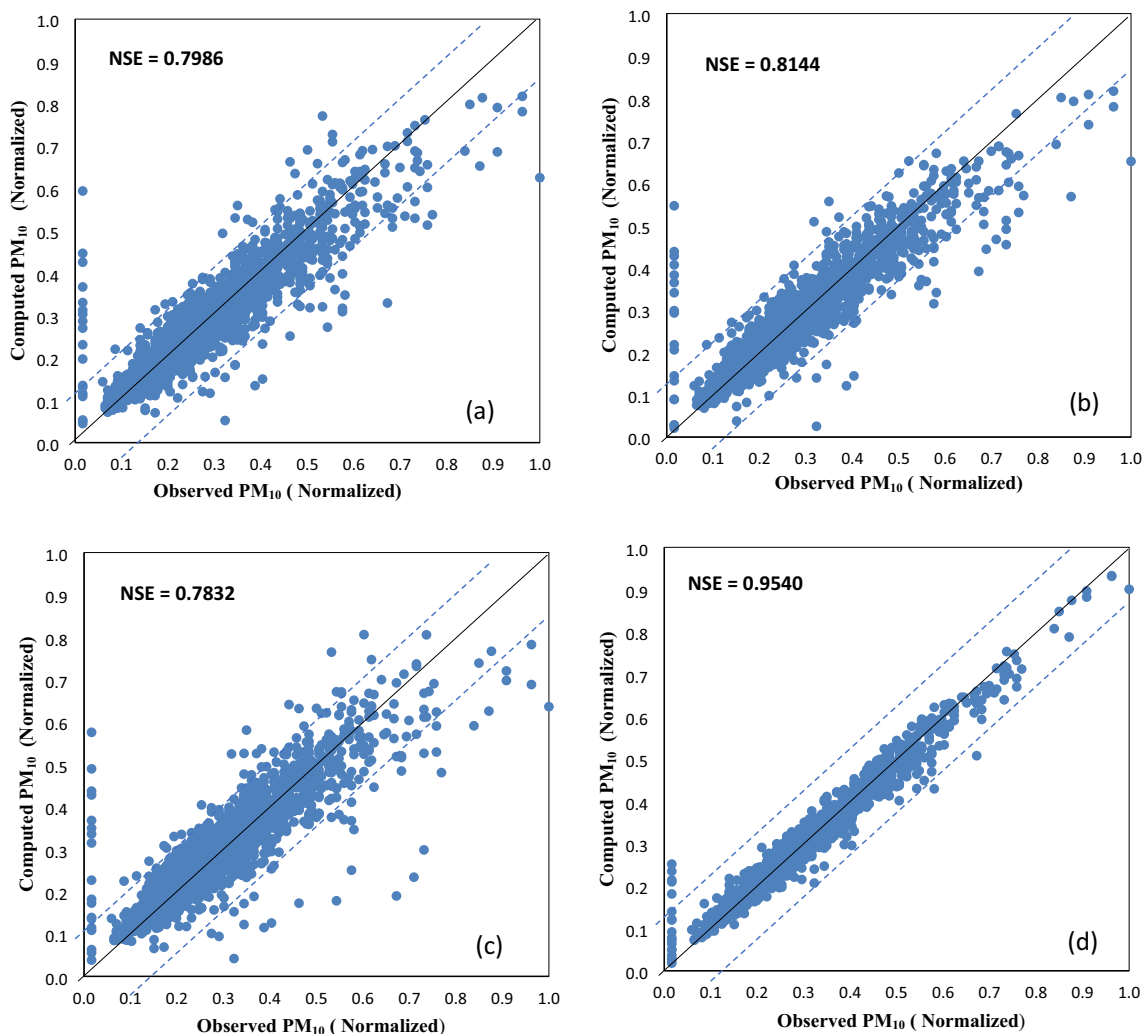 1.0
0.9
0.8
0.7
0.6
0.5
0.4
0.3
0.2
0.1
0.0
Computed PM₁₀ (Normalized)
NSE = 0.7986
(a)
0.0 0.1 0.2 0.3 0.4 0.5 0.6 0.7 0.8 0.9 1.0
Observed PM₁₀ ( Normalized)
1.0
0.9
0.8
0.7
0.6
0.5
0.4
0.3
0.2
0.1
0.0
Computed PM₁₀ (Normalized)
NSE = 0.8144
(b)
0.0 0.1 0.2 0.3 0.4 0.5 0.6 0.7 0.8 0.9 1.0
Observed PM₁₀ ( Normalized)
1.0
0.9
0.8
0.7
0.6
0.5
0.4
0.3
0.2
0.1
0.0
Computed PM₁₀ (Normalized)
NSE = 0.7832
(c)
0.0 0.1 0.2 0.3 0.4 0.5 0.6 0.7 0.8 0.9 1.0
Observed PM₁₀ ( Normalized)
1.0
0.9
0.8
0.7
0.6
0.5
0.4
0.3
0.2
0.1
0.0
Computed PM₁₀ (Normalized)
NSE = 0.9540
(d)
0.0 0.1 0.2 0.3 0.4 0.5 0.6 0.7 0.8 0.9 1.0
Observed PM₁₀ ( Normalized)